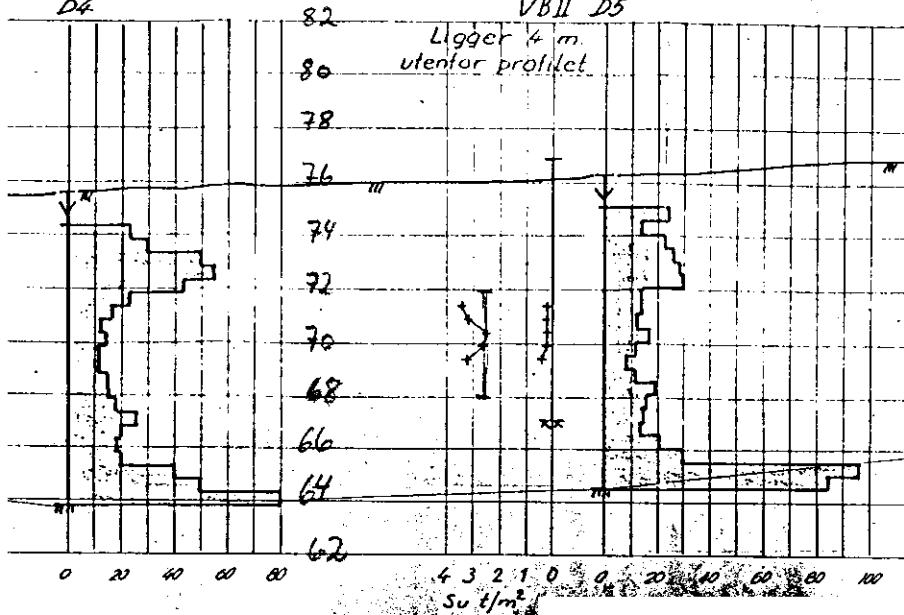 D4
82
VBII D5
Ligger 4 m.
utenfor profilet
80
78
76
74
72
70
68
66
64
62
0 20 40 60 80
4 3 2 1 0
0 20 40 60 80 100
Su t/m²